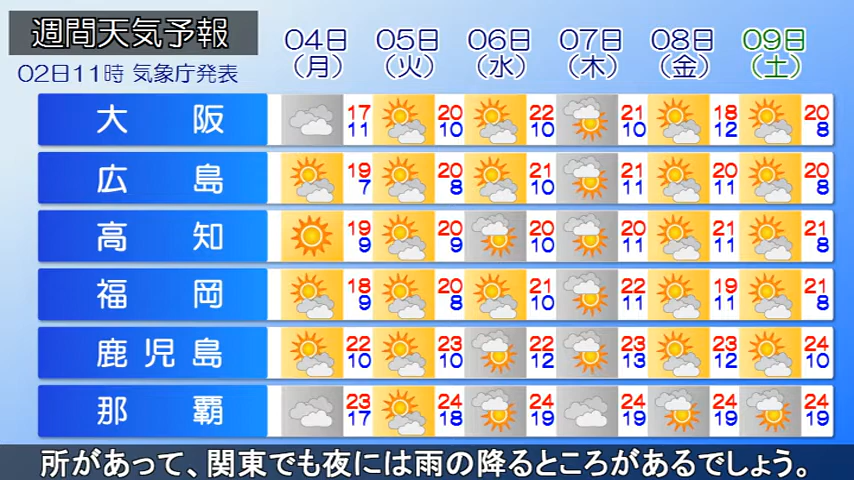 週間天気予報
02日11時 気象庁発表
04日 05日 06日 07日 08日 09日
(月) (火) (水) (木) (金) (土)
大阪 17 11 20 10 22 10 21 10 18 12 20 8
広島 19 7 20 8 21 10 21 11 20 11 20 8
高知 19 9 20 9 20 10 20 11 21 11 21 8
福岡 18 9 20 8 21 10 22 11 19 11 21 8
鹿児島 22 10 23 10 22 12 23 13 23 12 24 10
那覇 23 17 24 18 24 19 24 19 24 19 24 19
所があって、関東でも夜には雨の降るところがあるでしょう。